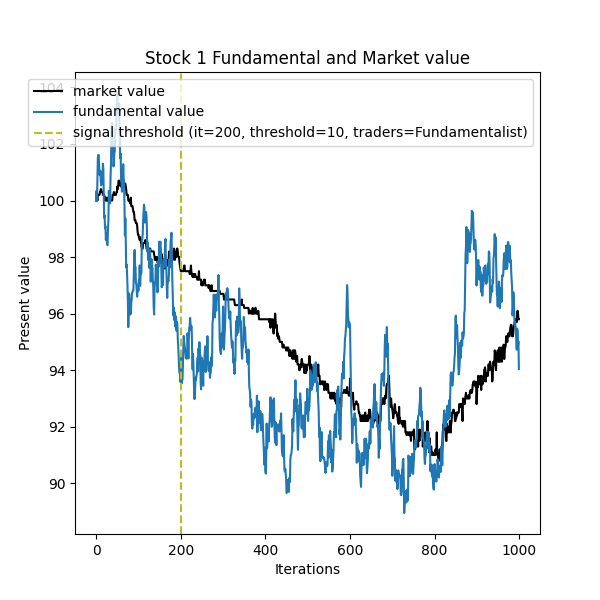 Stock 1 Fundamental and Market value
market value
fundamental value
signal threshold (it=200, threshold=10, traders=Fundamentalist)
104
102
100
98
96
94
92
90
Present value
0 200 400 600 800 1000
Iterations